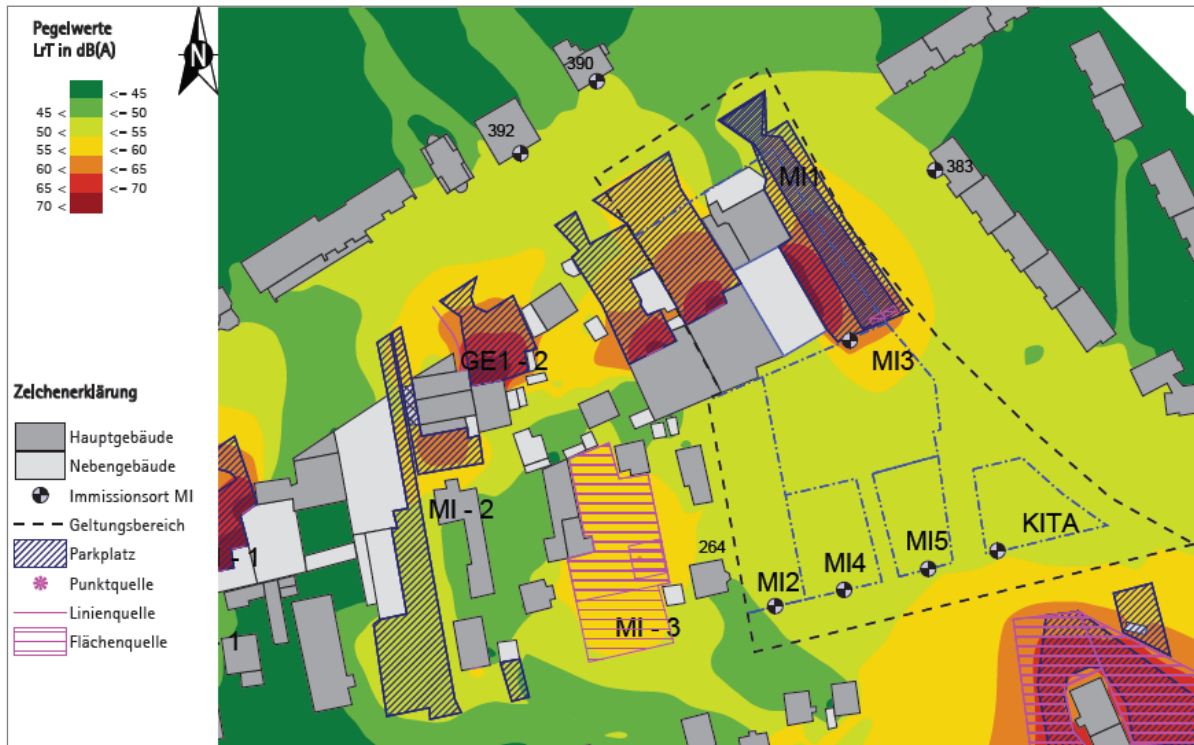 Pegelwerte
LrT in dB(A)
<= 45
45 < <= 50
50 < <= 55
55 < <= 60
60 < <= 65
65 < <= 70
70 <
N
390
392
383
MI1
GE1 - 2
MI3
MI - 2
264
KITA
MI5
MI4
MI2
MI - 3
- 1
- 1
Zeichenerklärung
Hauptgebäude
Nebengebäude
Immissionsort MI
Geltungsbereich
Parkplatz
Punktquelle
Linienquelle
Flächenquelle